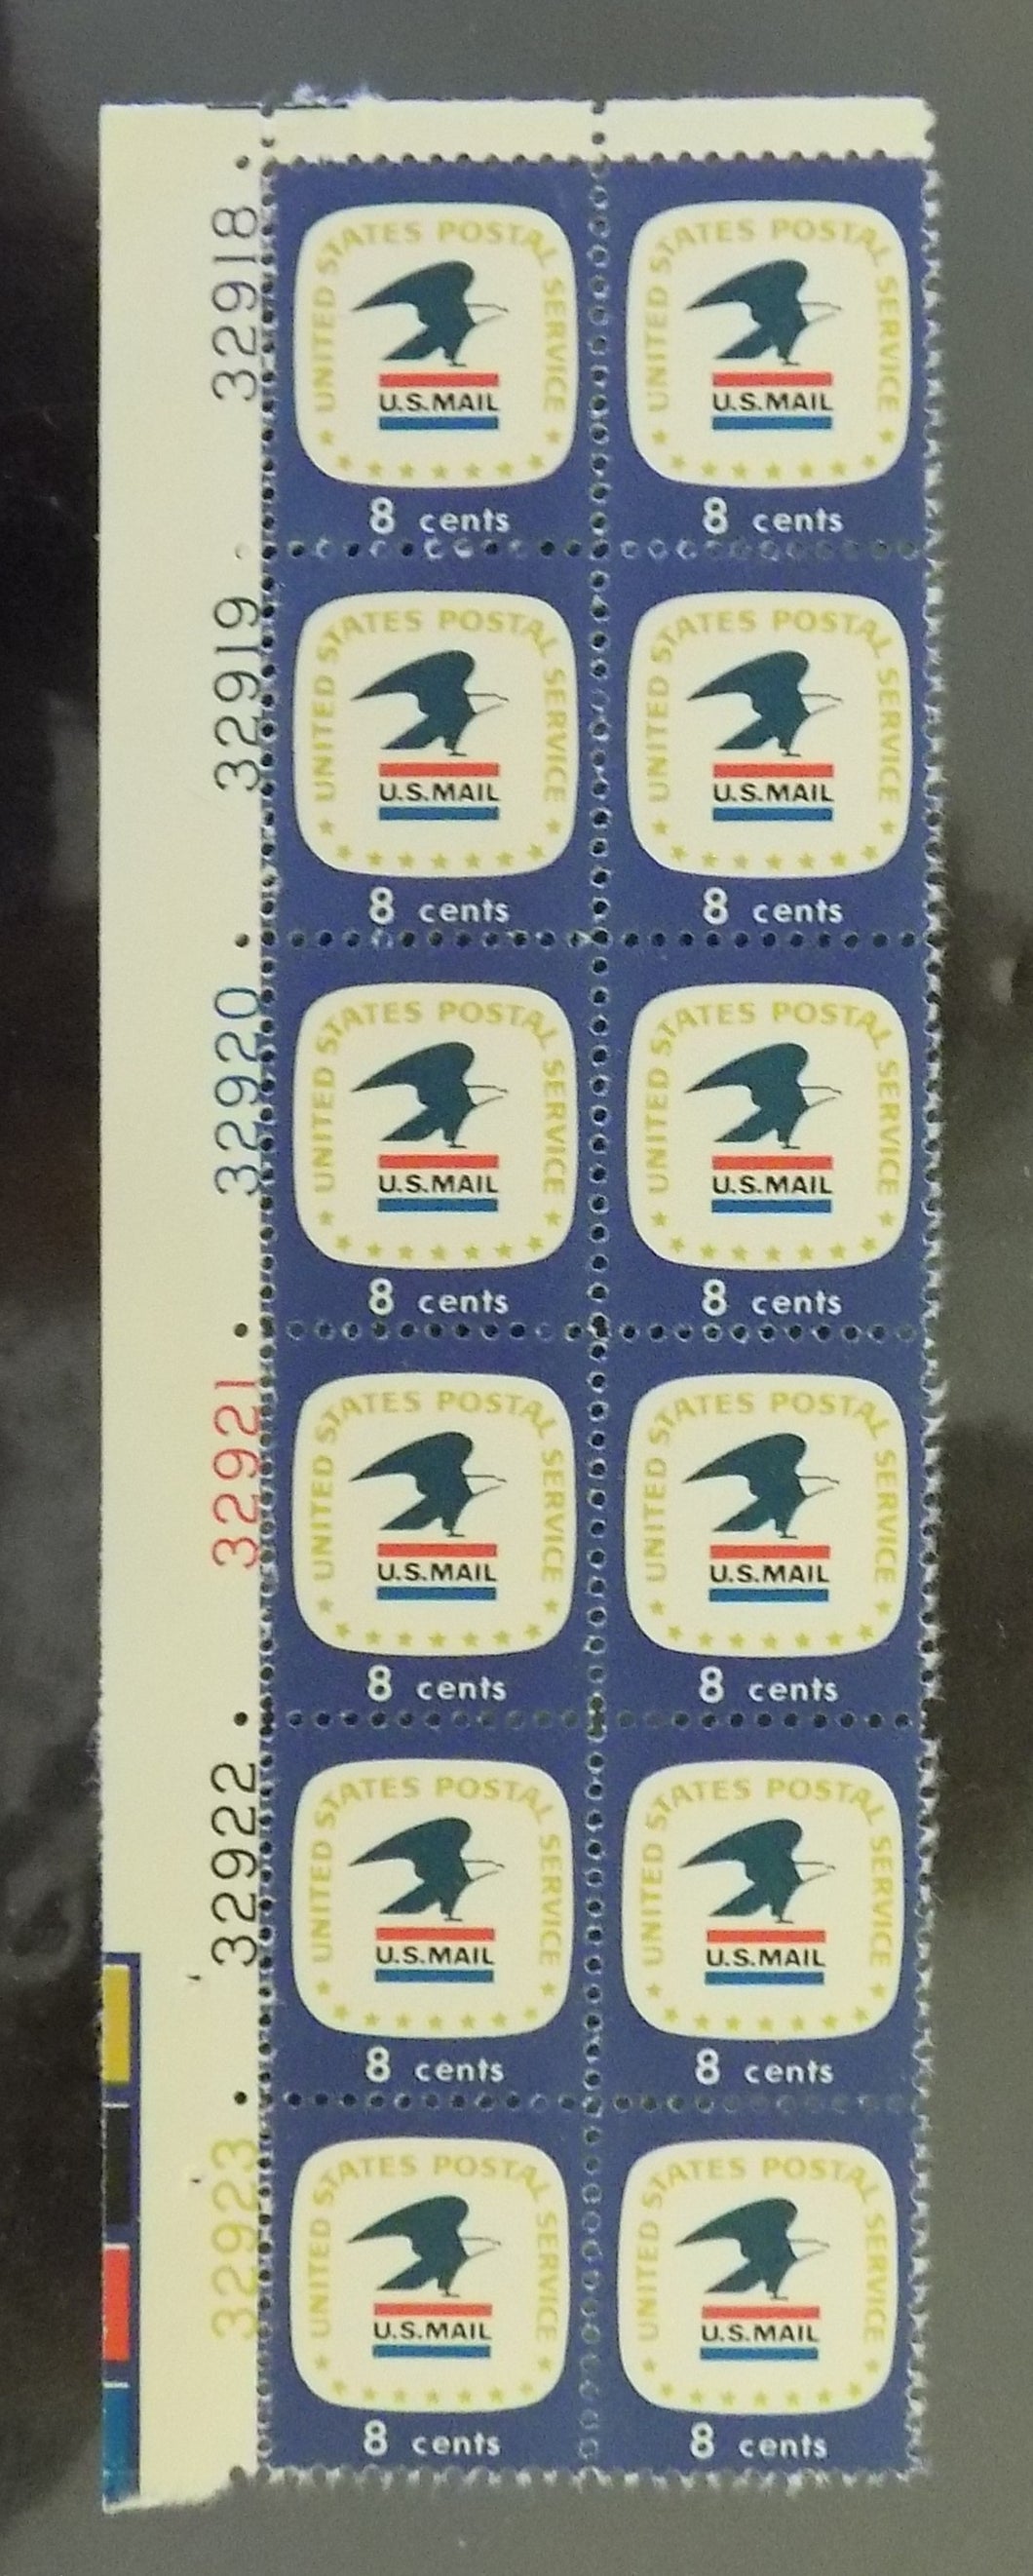 32918
UNITED STATES POSTAL SERVICE
U.S.MAIL
8 cents
UNITED STATES POSTAL SERVICE
U.S.MAIL
8 cents
32919
UNITED STATES POSTAL SERVICE
U.S.MAIL
8 cents
UNITED STATES POSTAL SERVICE
U.S.MAIL
8 cents
32920
UNITED STATES POSTAL SERVICE
U.S.MAIL
8 cents
UNITED STATES POSTAL SERVICE
U.S.MAIL
8 cents
32921
UNITED STATES POSTAL SERVICE
U.S.MAIL
8 cents
UNITED STATES POSTAL SERVICE
U.S.MAIL
8 cents
32922
UNITED STATES POSTAL SERVICE
U.S.MAIL
8 cents
UNITED STATES POSTAL SERVICE
U.S.MAIL
8 cents
32923
UNITED STATES POSTAL SERVICE
U.S.MAIL
8 cents
UNITED STATES POSTAL SERVICE
U.S.MAIL
8 cents